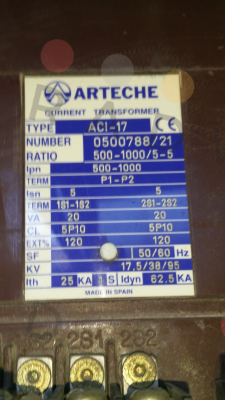 ARTECHE
CURRENT TRANSFORMER
TYPE ACI-17 CE
NUMBER 0500788/21
RATIO 500-1000/5-5
Ipn 500-1000
TERM P1-P2
Isn 5 5
TERM 1S1-1S2 2S1-2S2
VA 20 20
CL 5P10 5P10
EXT% 120 120
SF 50/60 Hz
KV 17,5/38/95
Ith 25 KA 1 S Idyn 62.5 KA
MADE IN SPAIN
2S1 2S2